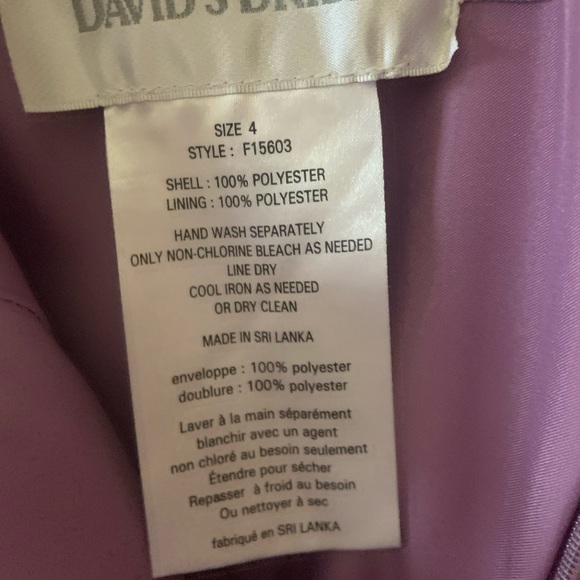 DAVID'S BRIDAL
SIZE 4
STYLE : F15603
SHELL : 100% POLYESTER
LINING : 100% POLYESTER
HAND WASH SEPARATELY
ONLY NON-CHLORINE BLEACH AS NEEDED
LINE DRY
COOL IRON AS NEEDED
OR DRY CLEAN
MADE IN SRI LANKA
enveloppe : 100% polyester
doublure : 100% polyester
Laver à la main séparément
blanchir avec un agent
non chloré au besoin seulement
Étendre pour sécher
Repasser à froid au besoin
Ou nettoyer à sec
fabriqué en SRI LANKA